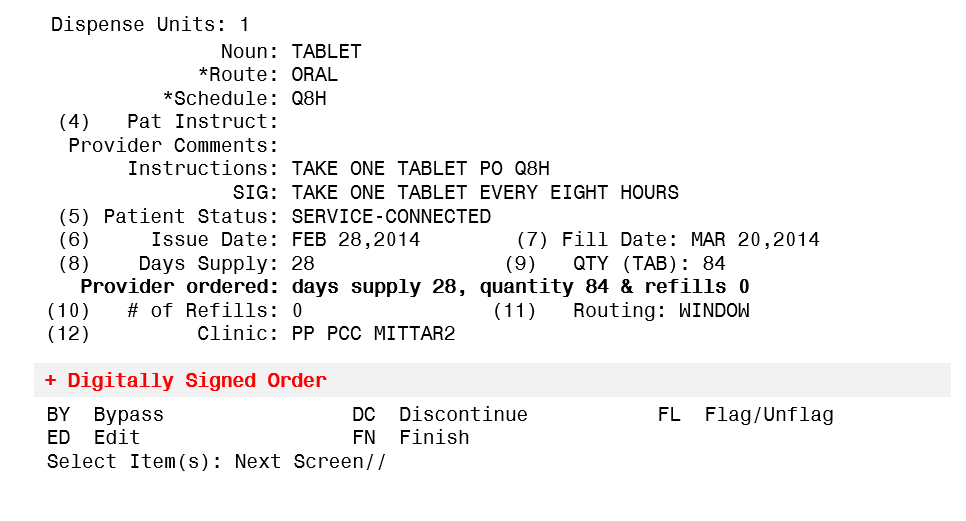 Dispense Units: 1
Noun: TABLET
*Route: ORAL
*Schedule: Q8H
(4) Pat Instruct:
Provider Comments:
Instructions: TAKE ONE TABLET PO Q8H
SIG: TAKE ONE TABLET EVERY EIGHT HOURS
(5) Patient Status: SERVICE-CONNECTED
(6) Issue Date: FEB 28,2014 (7) Fill Date: MAR 20,2014
(8) Days Supply: 28 (9) QTY (TAB): 84
Provider ordered: days supply 28, quantity 84 & refills 0
(10) # of Refills: 0 (11) Routing: WINDOW
(12) Clinic: PP PCC MITTAR2
+ Digitally Signed Order
BY Bypass DC Discontinue FL Flag/Unflag
ED Edit FN Finish
Select Item(s): Next Screen//